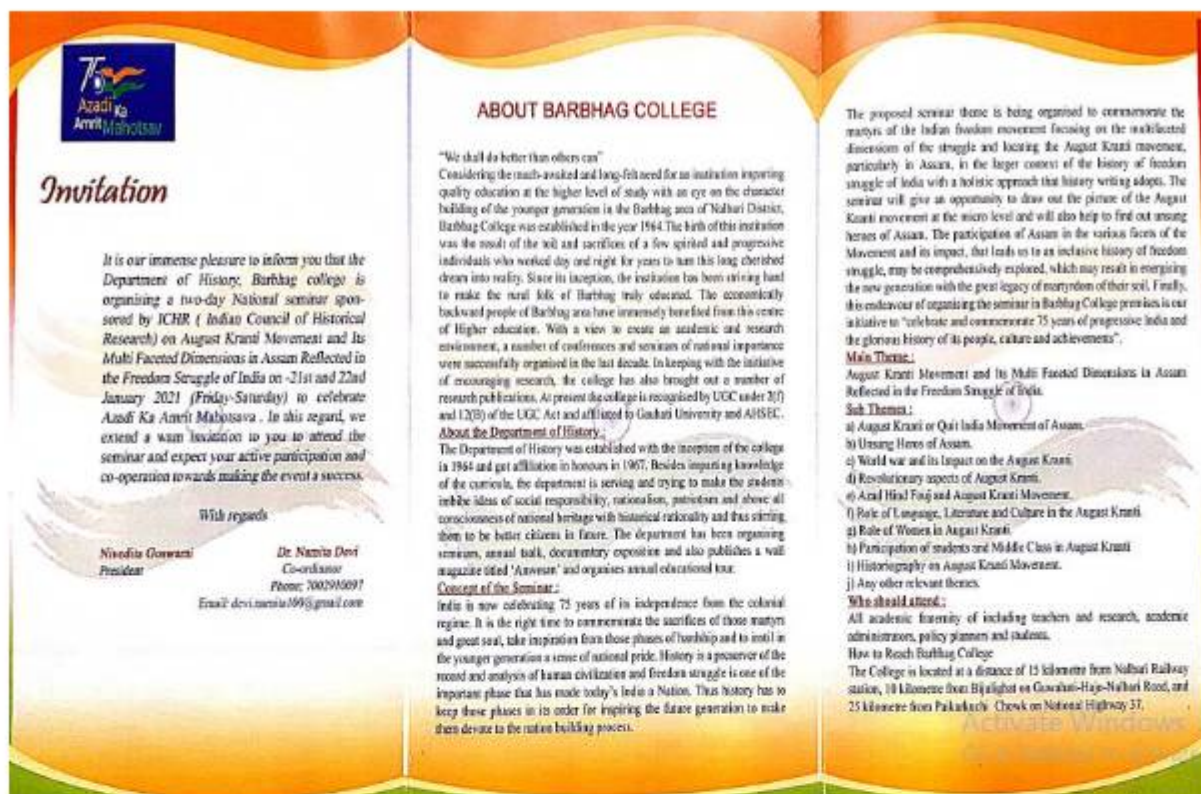 75
Azadi Ka
Amrit Mahotsav
Invitation
It is our immense pleasure to inform you that the
Department of History, Barbhag college is
organising a two-day National seminar spon-
sored by ICHR ( Indian Council of Historical
Research) on August Kranti Movement and Its
Multi Faceted Dimensions in Assam Reflected in
the Freedom Struggle of India on -21st and 22nd
January 2021 (Friday-Saturday) to celebrate
Azadi Ka Amrit Mahotsava . In this regard, we
extend a warm Invitation to you to attend the
seminar and expect your active participation and
co-operation towards making the event a success.
With regards
Nivedita Goswami
President
Dr. Namita Devi
Co-ordinator
Phone: 7002910097
Email: devi.namita100@gmail.com
ABOUT BARBHAG COLLEGE
"We shall do better than others can"
Considering the much-awaited and long-felt need for an institution imparting
quality education at the higher level of study with an eye on the character
building of the younger generation in the Barbhag area of Nalbari District,
Barbhag College was established in the year 1964.The birth of this institution
was the result of the toil and sacrifices of a few spirited and progressive
individuals who worked day and night for years to turn this long cherished
dream into reality. Since its inception, the institution has been striving hard
to make the rural folk of Barbhag truly educated. The economically
backward people of Barbhag area have immensely benefited from this centre
of Higher education. With a view to create an academic and research
environment, a number of conferences and seminars of national importance
were successfully organised in the last decade. In keeping with the initiative
of encouraging research, the college has also brought out a number of
research publications. At present the college is recognised by UGC under 2(f)
and 12(B) of the UGC Act and affiliated to Gauhati University and AHSEC.
About the Department of History :
The Department of History was established with the inception of the college
in 1964 and got affiliation in honours in 1967. Besides imparting knowledge
of the curricula, the department is serving and trying to make the students
imbibe ideas of social responsibility, rationalism, patriotism and above all
consciousness of national heritage with historical rationality and thus stirring
them to be better citizens in future. The department has been organising
seminars, annual taalk, documentary exposition and also publishes a wall
magazine titled 'Anwesan' and organises annual educational tour.
Concept of the Seminar :
India is now celebrating 75 years of its independence from the colonial
regime. It is the right time to commemorate the sacrifices of those martyrs
and great soul, take inspiration from those phases of hardship and to instil in
the younger generation a sense of national pride. History is a preserver of the
record and analysis of human civilization and freedom struggle is one of the
important phase that has made today's India a Nation. Thus history has to
keep these phases in its order for inspiring the future generation to make
them devote to the nation building process.
The proposed seminar theme is being organised to commemorate the
martyrs of the Indian freedom movement focusing on the multifaceted
dimensions of the struggle and locating the August Kranti movement,
particularly in Assam, in the larger context of the history of freedom
struggle of India with a holistic approach that history writing adopts. The
seminar will give an opportunity to draw out the picture of the August
Kranti movement at the micro level and will also help to find out unsung
heroes of Assam. The participation of Assam in the various facets of the
Movement and its impact, that leads us to an inclusive history of freedom
struggle, may be comprehensively explored, which may result in energising
the new generation with the great legacy of martyrdom of their soil. Finally,
this endeavour of organising the seminar in Barbhag College premises is our
initiative to "celebrate and commemorate 75 years of progressive India and
the glorious history of its people, culture and achievements".
Main Theme :
August Kranti Movement and Its Multi Faceted Dimensions in Assam
Reflected in the Freedom Struggle of India.
Sub Themes :
a) August Kranti or Quit India Movement of Assam.
b) Unsung Heros of Assam.
c) World war and its Impact on the August Kranti
d) Revolutionary aspects of August Kranti.
e) Azad Hind Fouj and August Kranti Movement.
f) Role of Language, Literature and Culture in the August Kranti
g) Role of Women in August Kranti.
h) Participation of students and Middle Class in August Kranti
i) Historiography on August Kranti Movement.
j) Any other relevant themes.
Who should attend :
All academic fraternity of including teachers and research, academic
administrators, policy planners and students.
How to Reach Barbhag College
The College is located at a distance of 15 kilometre from Nalbari Railway
station, 10 kilometre from Bijulighat on Guwahati-Hajo-Nalbari Road, and
25 kilometre from Paikarkuchi Chowk on National Highway 37.
Activate Windows